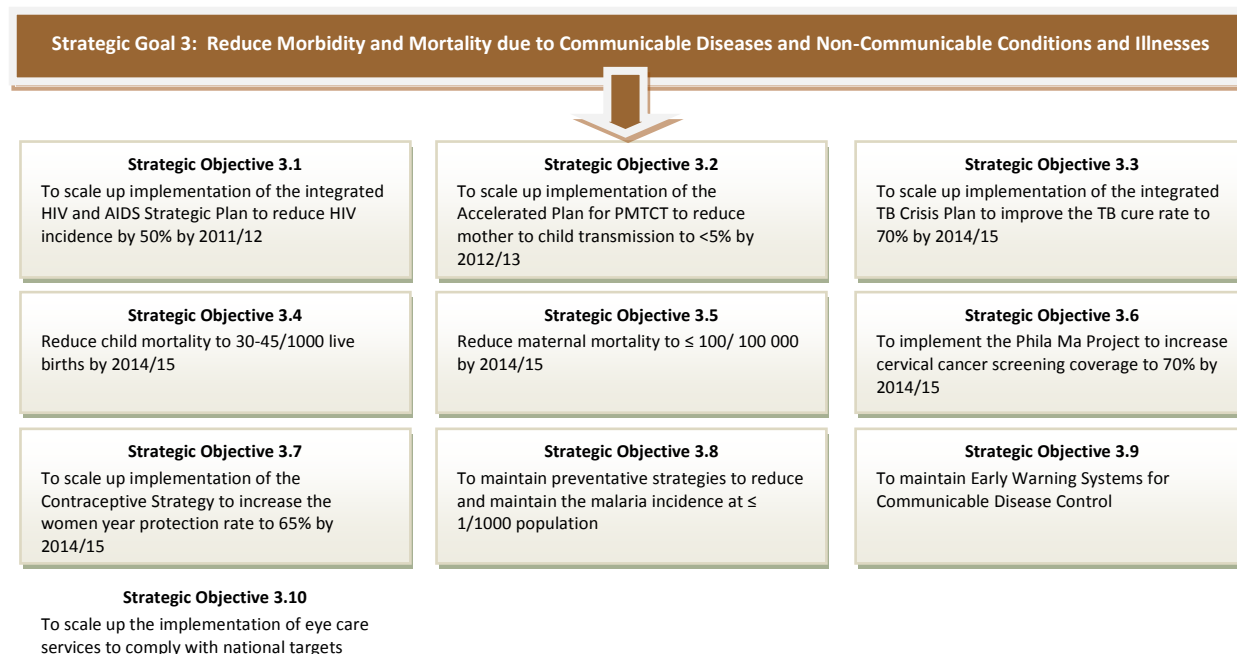 Strategic Goal 3:  Reduce Morbidity and Mortality due to Communicable Diseases and Non-Communicable Conditions and Illnesses
Strategic Objective 3.1
To scale up implementation of the integrated
HIV and AIDS Strategic Plan to reduce HIV
incidence by 50% by 2011/12
Strategic Objective 3.2
To scale up implementation of the
Accelerated Plan for PMTCT to reduce
mother to child transmission to <5% by
2012/13
Strategic Objective 3.3
To scale up implementation of the integrated
TB Crisis Plan to improve the TB cure rate to
70% by 2014/15
Strategic Objective 3.4
Reduce child mortality to 30-45/1000 live
births by 2014/15
Strategic Objective 3.5
Reduce maternal mortality to ≤ 100/ 100 000
by 2014/15
Strategic Objective 3.6
To implement the Phila Ma Project to increase
cervical cancer screening coverage to 70% by
2014/15
Strategic Objective 3.7
To scale up implementation of the
Contraceptive Strategy to increase the
women year protection rate to 65% by
2014/15
Strategic Objective 3.8
To maintain preventative strategies to reduce
and maintain the malaria incidence at ≤
1/1000 population
Strategic Objective 3.9
To maintain Early Warning Systems for
Communicable Disease Control
Strategic Objective 3.10
To scale up the implementation of eye care
services to comply with national targets